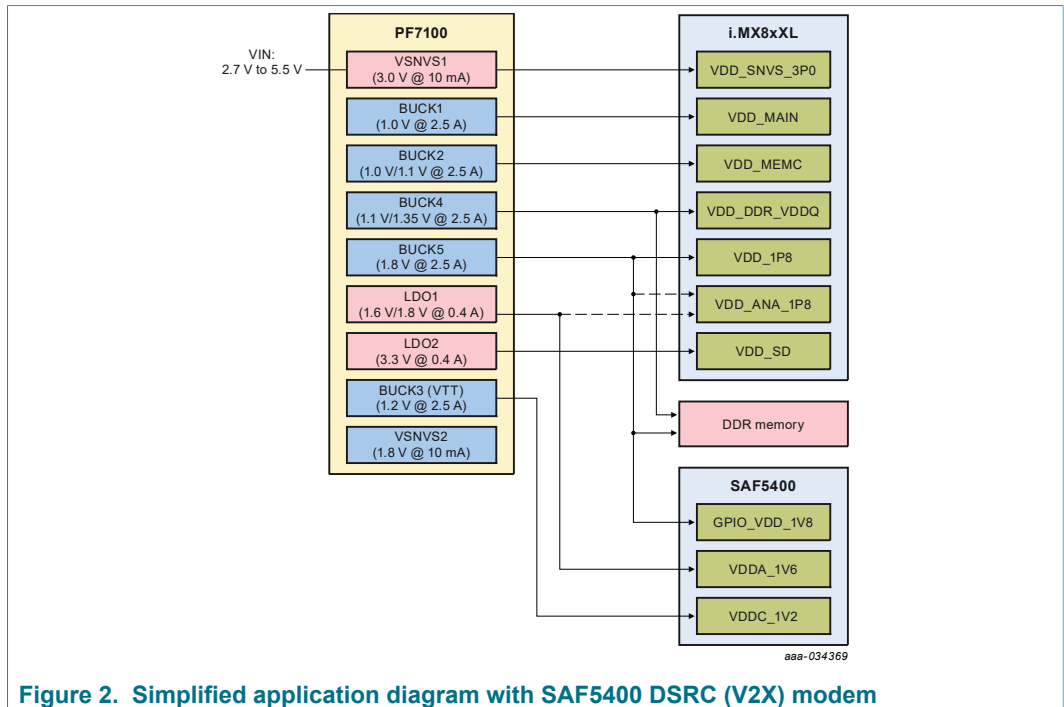 PF7100
VIN:
2.7 V to 5.5 V
VSNVS1
(3.0 V @ 10 mA)
BUCK1
(1.0 V @ 2.5 A)
BUCK2
(1.0 V/1.1 V @ 2.5 A)
BUCK4
(1.1 V/1.35 V @ 2.5 A)
BUCK5
(1.8 V @ 2.5 A)
LDO1
(1.6 V/1.8 V @ 0.4 A)
LDO2
(3.3 V @ 0.4 A)
BUCK3 (VTT)
(1.2 V @ 2.5 A)
VSNVS2
(1.8 V @ 10 mA)
i.MX8xXL
VDD_SNVS_3P0
VDD_MAIN
VDD_MEMC
VDD_DDR_VDDQ
VDD_1P8
VDD_ANA_1P8
VDD_SD
DDR memory
SAF5400
GPIO_VDD_1V8
VDDA_1V6
VDDC_1V2
aaa-034369
Figure 2. Simplified application diagram with SAF5400 DSRC (V2X) modem